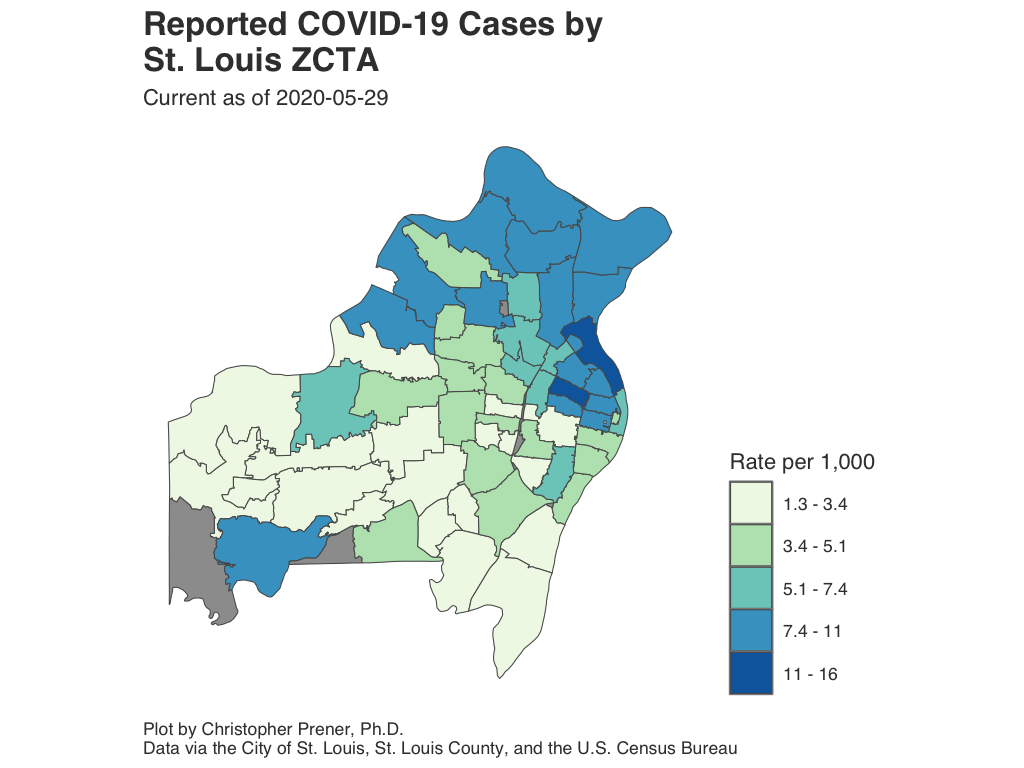 Reported COVID-19 Cases by
St. Louis ZCTA
Current as of 2020-05-29
Rate per 1,000
1.3 - 3.4
3.4 - 5.1
5.1 - 7.4
7.4 - 11
11 - 16
Plot by Christopher Prener, Ph.D.
Data via the City of St. Louis, St. Louis County, and the U.S. Census Bureau